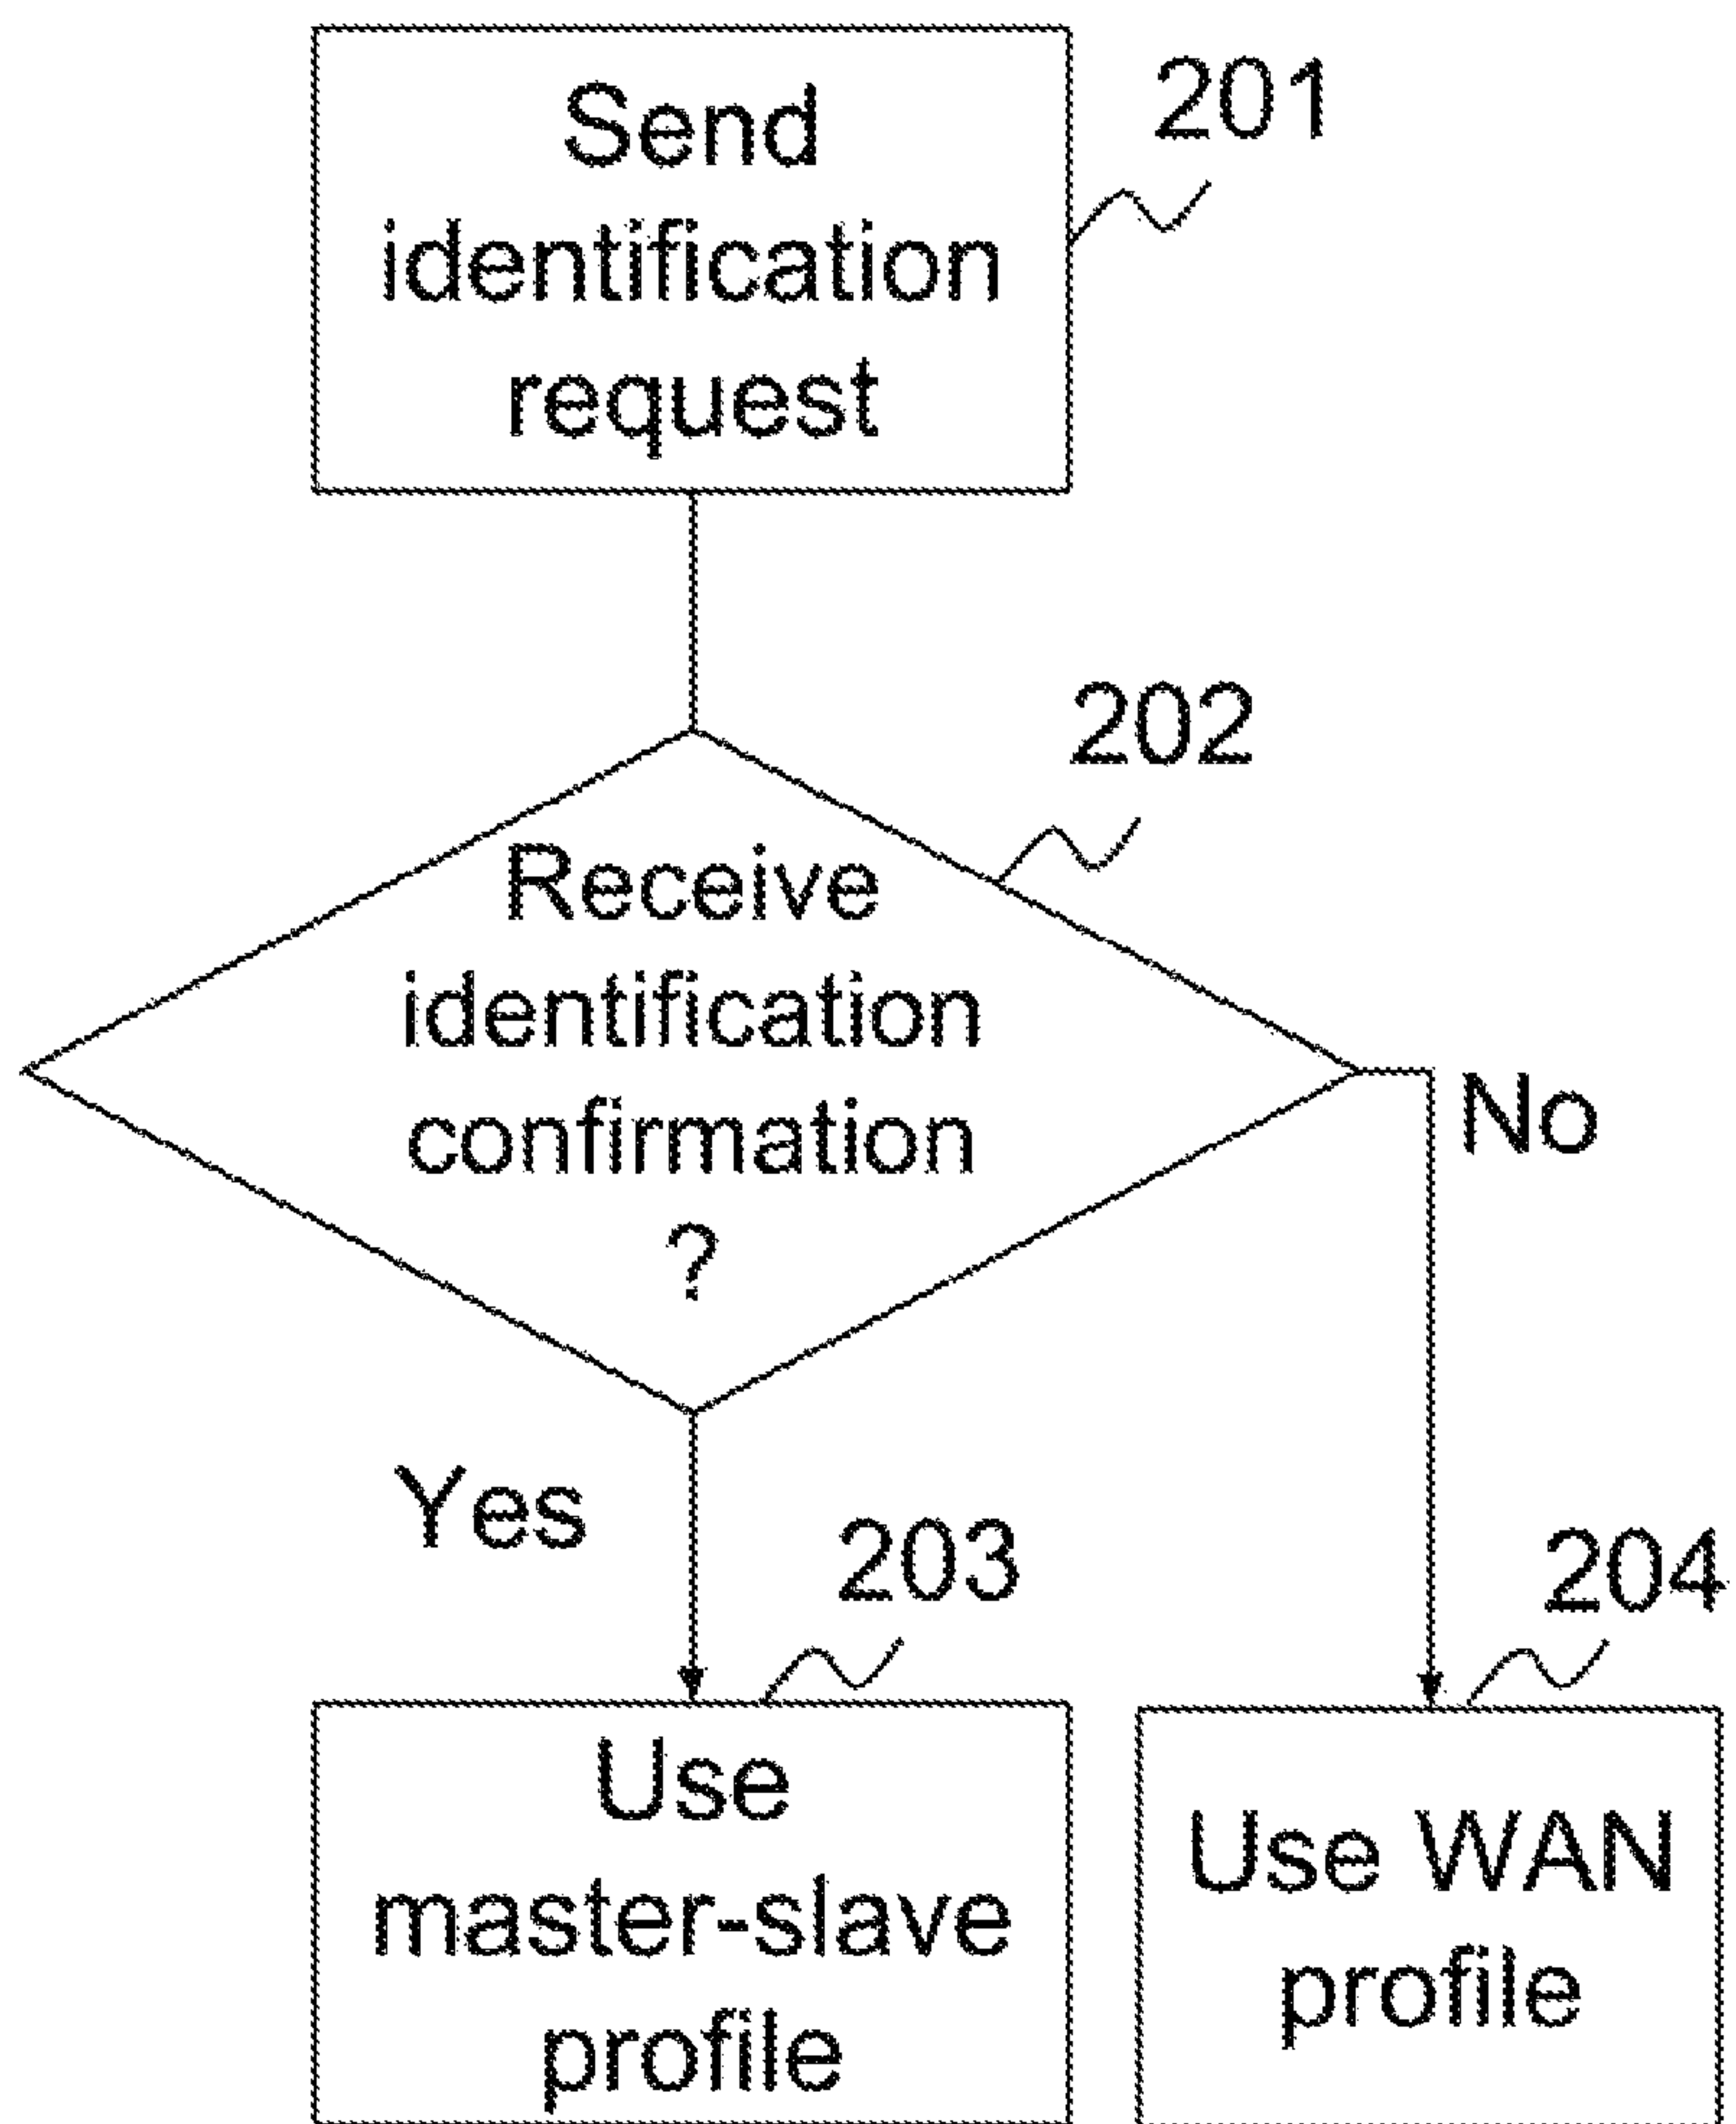 Send
identification
request
201
202
Receive
identification
confirmation
?
No
Yes
203
204
Use
master-slave
profile
Use WAN
profile